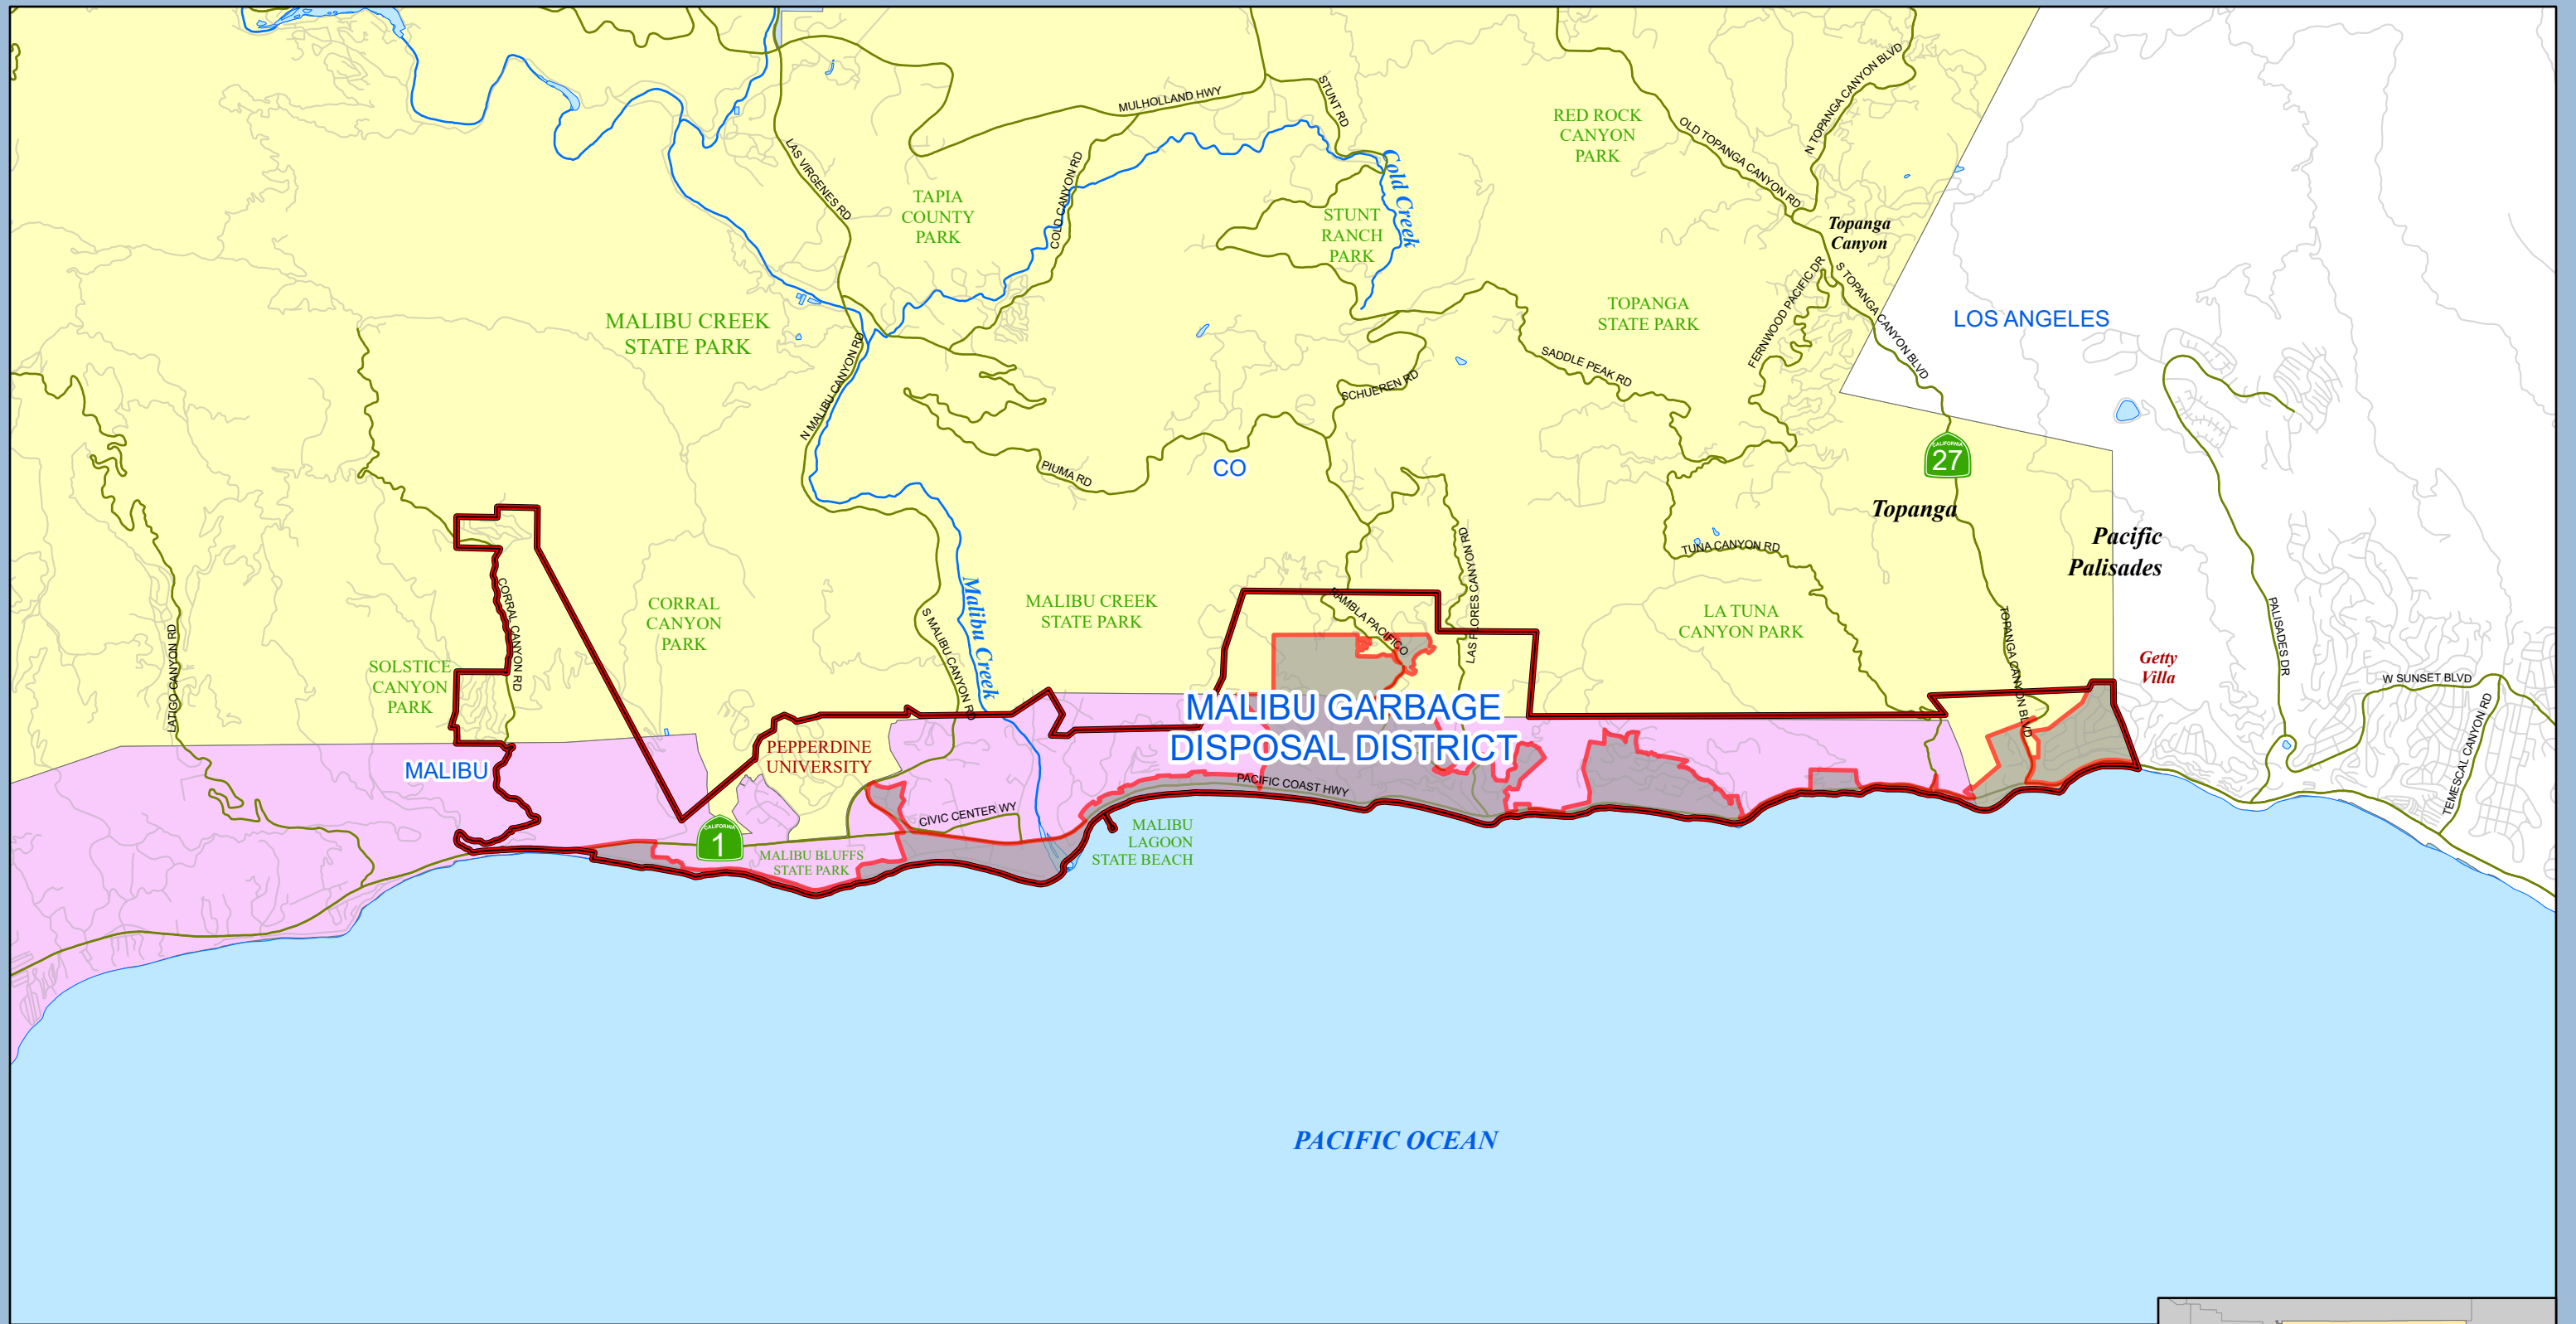 MULHOLLAND HWY
STUNT RD
N TOPANGA CANYON BLVD
RED ROCK
CANYON
PARK
OLD TOPANGA CANYON RD
LAS VIRGENES RD
COLD CANYON RD
Cold Creek
TAPIA
COUNTY
PARK
STUNT
RANCH
PARK
Topanga
Canyon
S TOPANGA CANYON BLVD
FERNWOOD PACIFIC DR
MALIBU CREEK
STATE PARK
TOPANGA
STATE PARK
LOS ANGELES
N MALIBU CANYON RD
SADDLE PEAK RD
SCHUEREN RD
PIUMA RD
CO
CALIFORNIA
27
Topanga
Pacific
Palisades
TUNA CANYON RD
LAS FLORES CANYON RD
CORRAL CANYON RD
Malibu Creek
MALIBU CREEK
STATE PARK
CORRAL
CANYON
PARK
RAMBLA PACIFICO
LA TUNA
CANYON PARK
TOPANGA CANYON BLVD
PALISADES DR
LATIGO CANYON RD
S MALIBU CANYON RD
SOLSTICE
CANYON
PARK
Getty
Villa
W SUNSET BLVD
TEMESCAL CANYON RD
MALIBU GARBAGE
DISPOSAL DISTRICT
PEPPERDINE
UNIVERSITY
MALIBU
PACIFIC COAST HWY
CIVIC CENTER WY
CALIFORNIA
1
MALIBU
LAGOON
STATE BEACH
MALIBU BLUFFS
STATE PARK
PACIFIC OCEAN